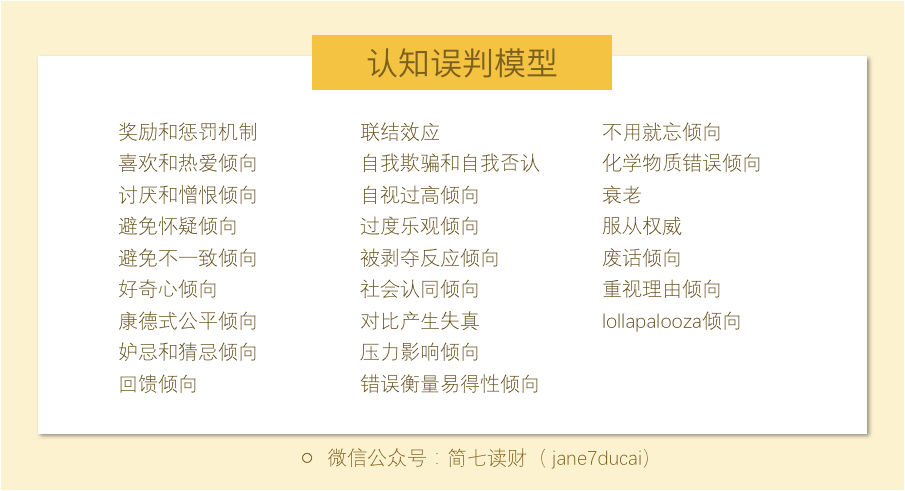 认知误判模型
奖励和惩罚机制
喜欢和热爱倾向
讨厌和憎恨倾向
避免怀疑倾向
避免不一致倾向
好奇心倾向
康德式公平倾向
妒忌和猜忌倾向
回馈倾向
联结效应
自我欺骗和自我否认
自视过高倾向
过度乐观倾向
被剥夺反应倾向
社会认同倾向
对比产生失真
压力影响倾向
错误衡量易得性倾向
不用就忘倾向
化学物质错误倾向
衰老
服从权威
废话倾向
重视理由倾向
lollapalooza倾向
微信公众号：简七读财（jane7ducai）